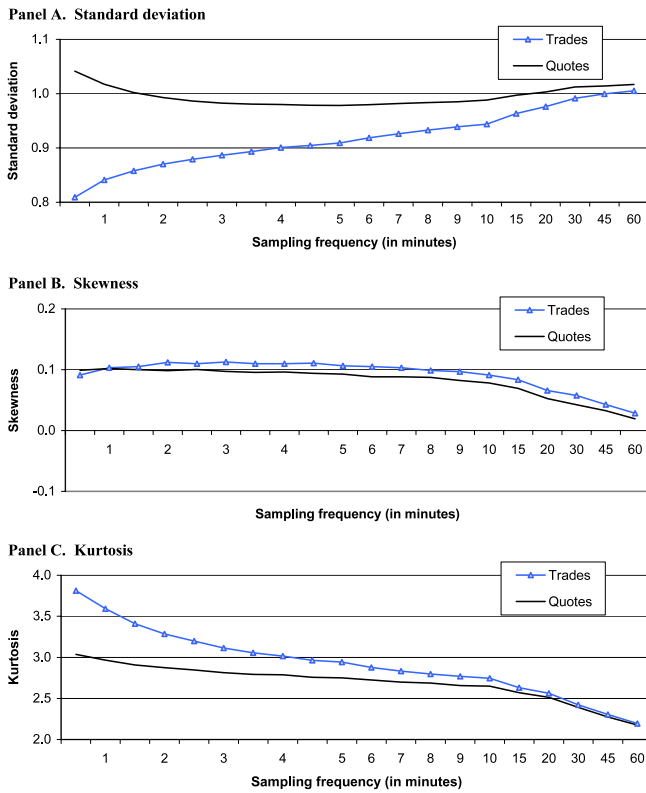 Panel A. Standard deviation
1.1
1.0
0.9
0.8
Standard deviation
Trades
Quotes
1 2 3 4 5 6 7 8 9 10 15 20 30 45 60
Sampling frequency (in minutes)
Panel B. Skewness
0.2
0.1
0.0
-0.1
Skewness
Trades
Quotes
1 2 3 4 5 6 7 8 9 10 15 20 30 45 60
Sampling frequency (in minutes)
Panel C. Kurtosis
4.0
3.5
3.0
2.5
2.0
Kurtosis
Trades
Quotes
1 2 3 4 5 6 7 8 9 10 15 20 30 45 60
Sampling frequency (in minutes)